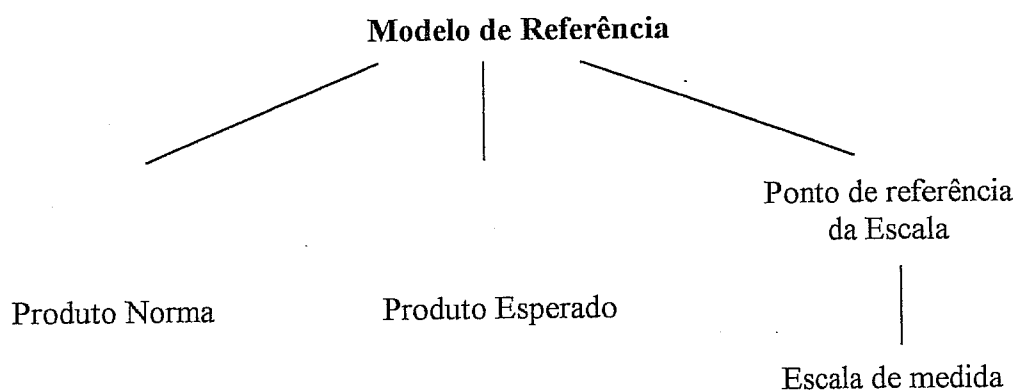 Modelo de Referência
Ponto de referência
da Escala
Produto Norma
Produto Esperado
Escala de medida